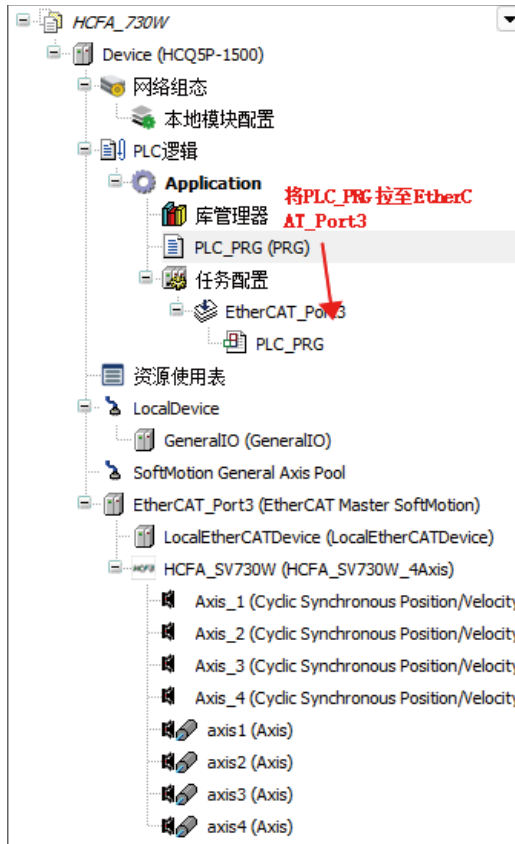 HCFA_730W
Device (HCQ5P-1500)
网络组态
本地模块配置
PLC逻辑
Application
将PLC_PRG拉至EtherC
AT_Port3
库管理器
PLC_PRG (PRG)
任务配置
EtherCAT_Port3
PLC_PRG
资源使用表
LocalDevice
GeneralIO (GeneralIO)
SoftMotion General Axis Pool
EtherCAT_Port3 (EtherCAT Master SoftMotion)
LocalEtherCATDevice (LocalEtherCATDevice)
HCFA HCFA_SV730W (HCFA_SV730W_4Axis)
Axis_1 (Cyclic Synchronous Position/Velocity
Axis_2 (Cyclic Synchronous Position/Velocity
Axis_3 (Cyclic Synchronous Position/Velocity
Axis_4 (Cyclic Synchronous Position/Velocity
axis1 (Axis)
axis2 (Axis)
axis3 (Axis)
axis4 (Axis)